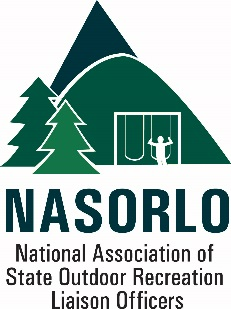 NASORLO
National Association of
State Outdoor Recreation
Liaison Officers